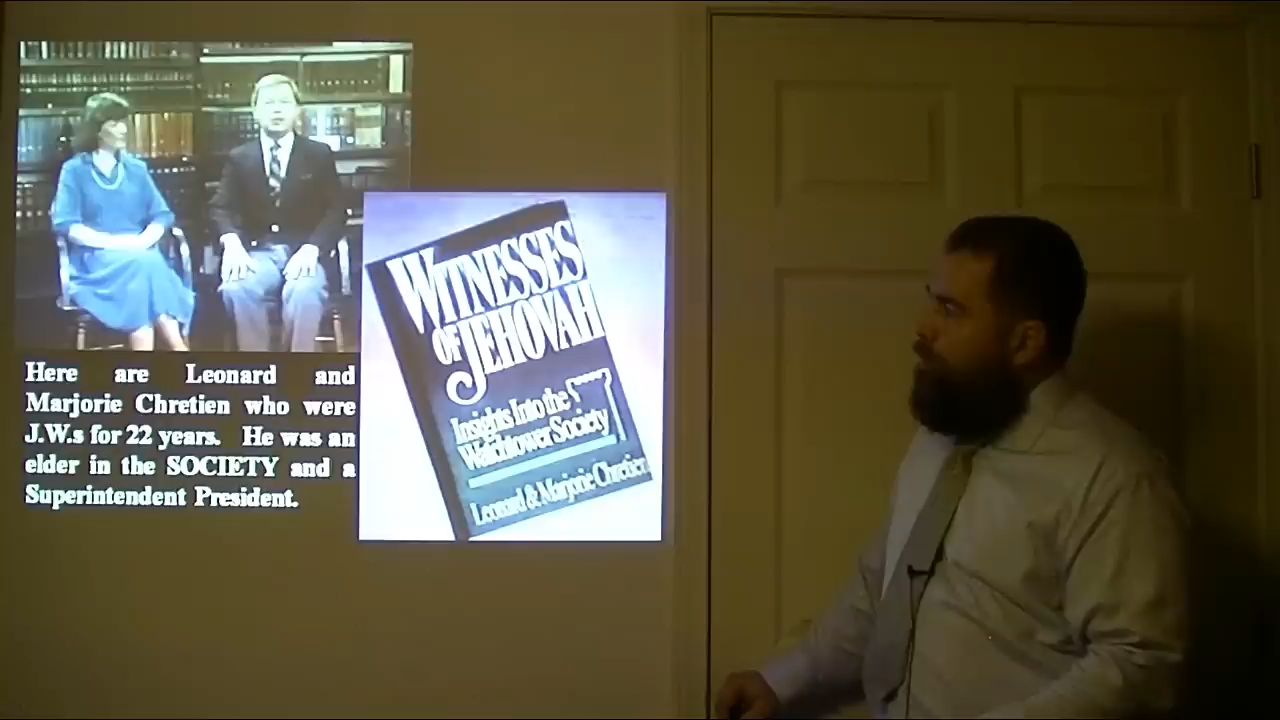 Here are Leonard and
Marjorie Chretien who were
J.W.s for 22 years. He was an
elder in the SOCIETY and a
Superintendent President.
WITNESSES
OF JEHOVAH
Insights Into the
Watchtower Society
Leonard & Marjorie Chretien